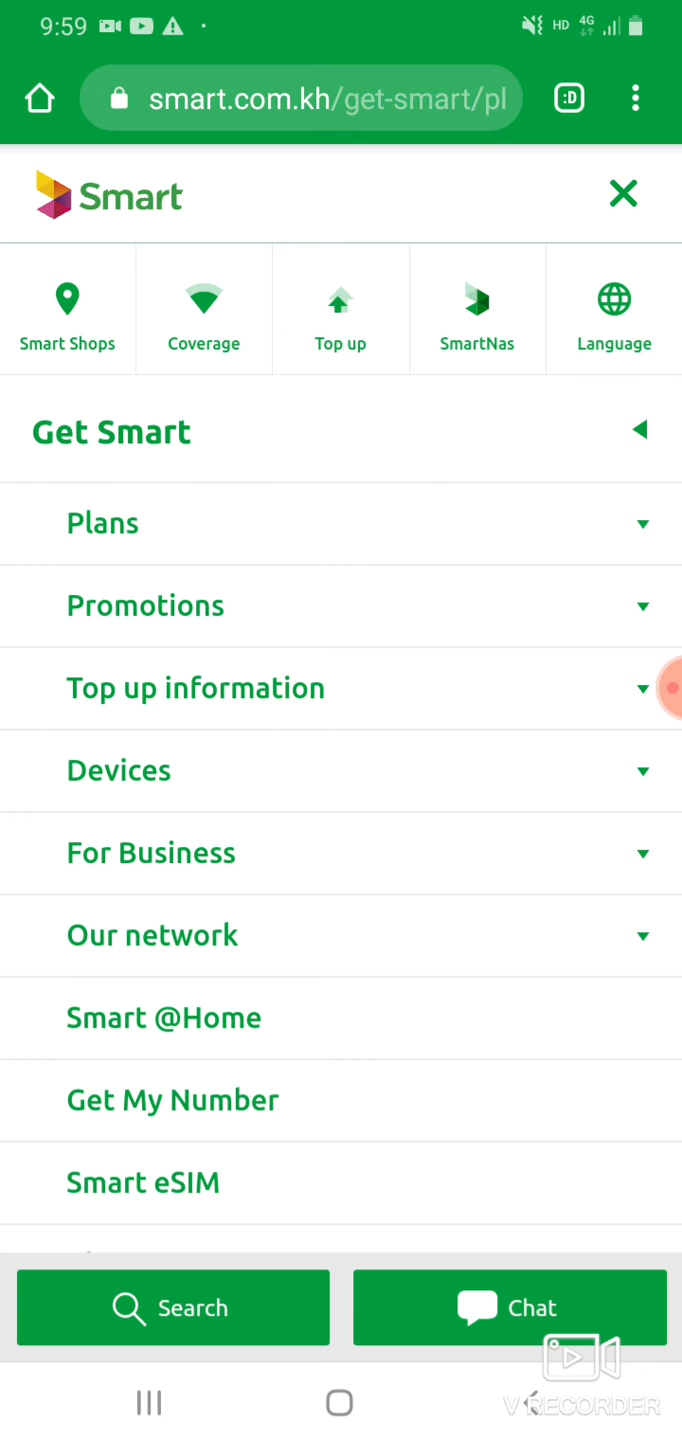 9:59 HD 4G
smart.com.kh/get-smart/pl :D
Smart
Smart Shops Coverage Top up SmartNas Language
Get Smart
Plans
Promotions
Top up information
Devices
For Business
Our network
Smart @Home
Get My Number
Smart eSIM
Search Chat
V RECORDER